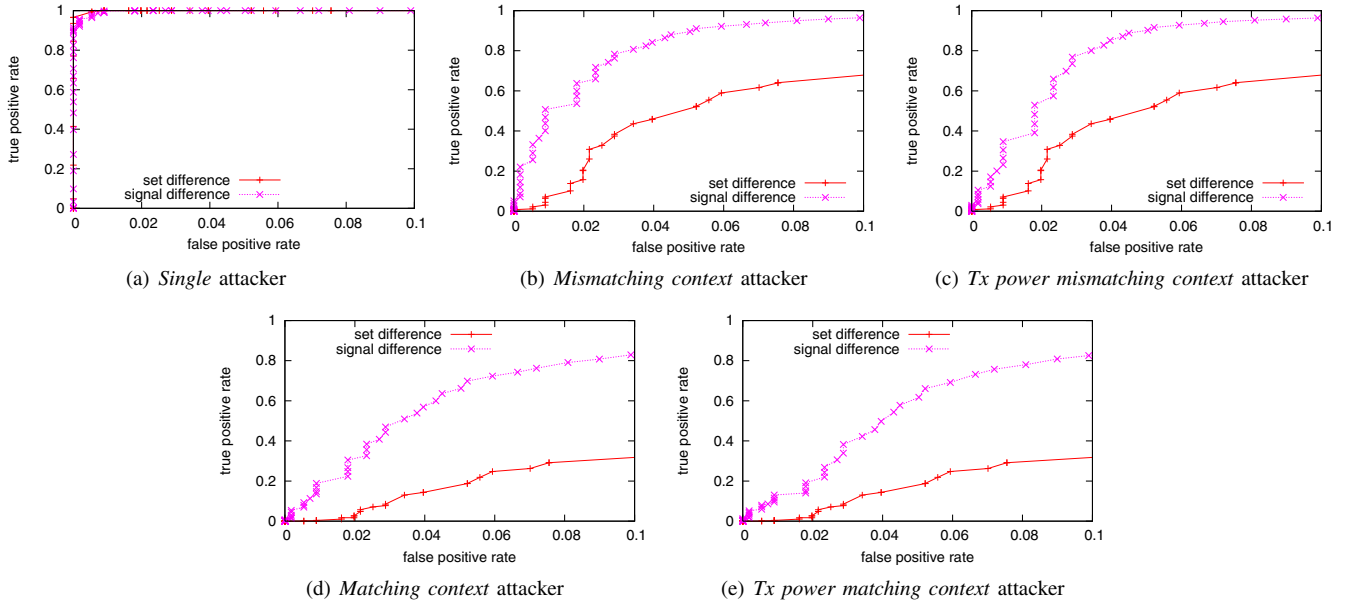 1
0.8
0.6
0.4
0.2
0
true positive rate
set difference
signal difference
0 0.02 0.04 0.06 0.08 0.1
false positive rate
(a) Single attacker
1
0.8
0.6
0.4
0.2
0
true positive rate
set difference
signal difference
0 0.02 0.04 0.06 0.08 0.1
false positive rate
(b) Mismatching context attacker
1
0.8
0.6
0.4
0.2
0
true positive rate
set difference
signal difference
0 0.02 0.04 0.06 0.08 0.1
false positive rate
(c) Tx power mismatching context attacker
1
0.8
0.6
0.4
0.2
0
true positive rate
set difference
signal difference
0 0.02 0.04 0.06 0.08 0.1
false positive rate
(d) Matching context attacker
1
0.8
0.6
0.4
0.2
0
true positive rate
set difference
signal difference
0 0.02 0.04 0.06 0.08 0.1
false positive rate
(e) Tx power matching context attacker